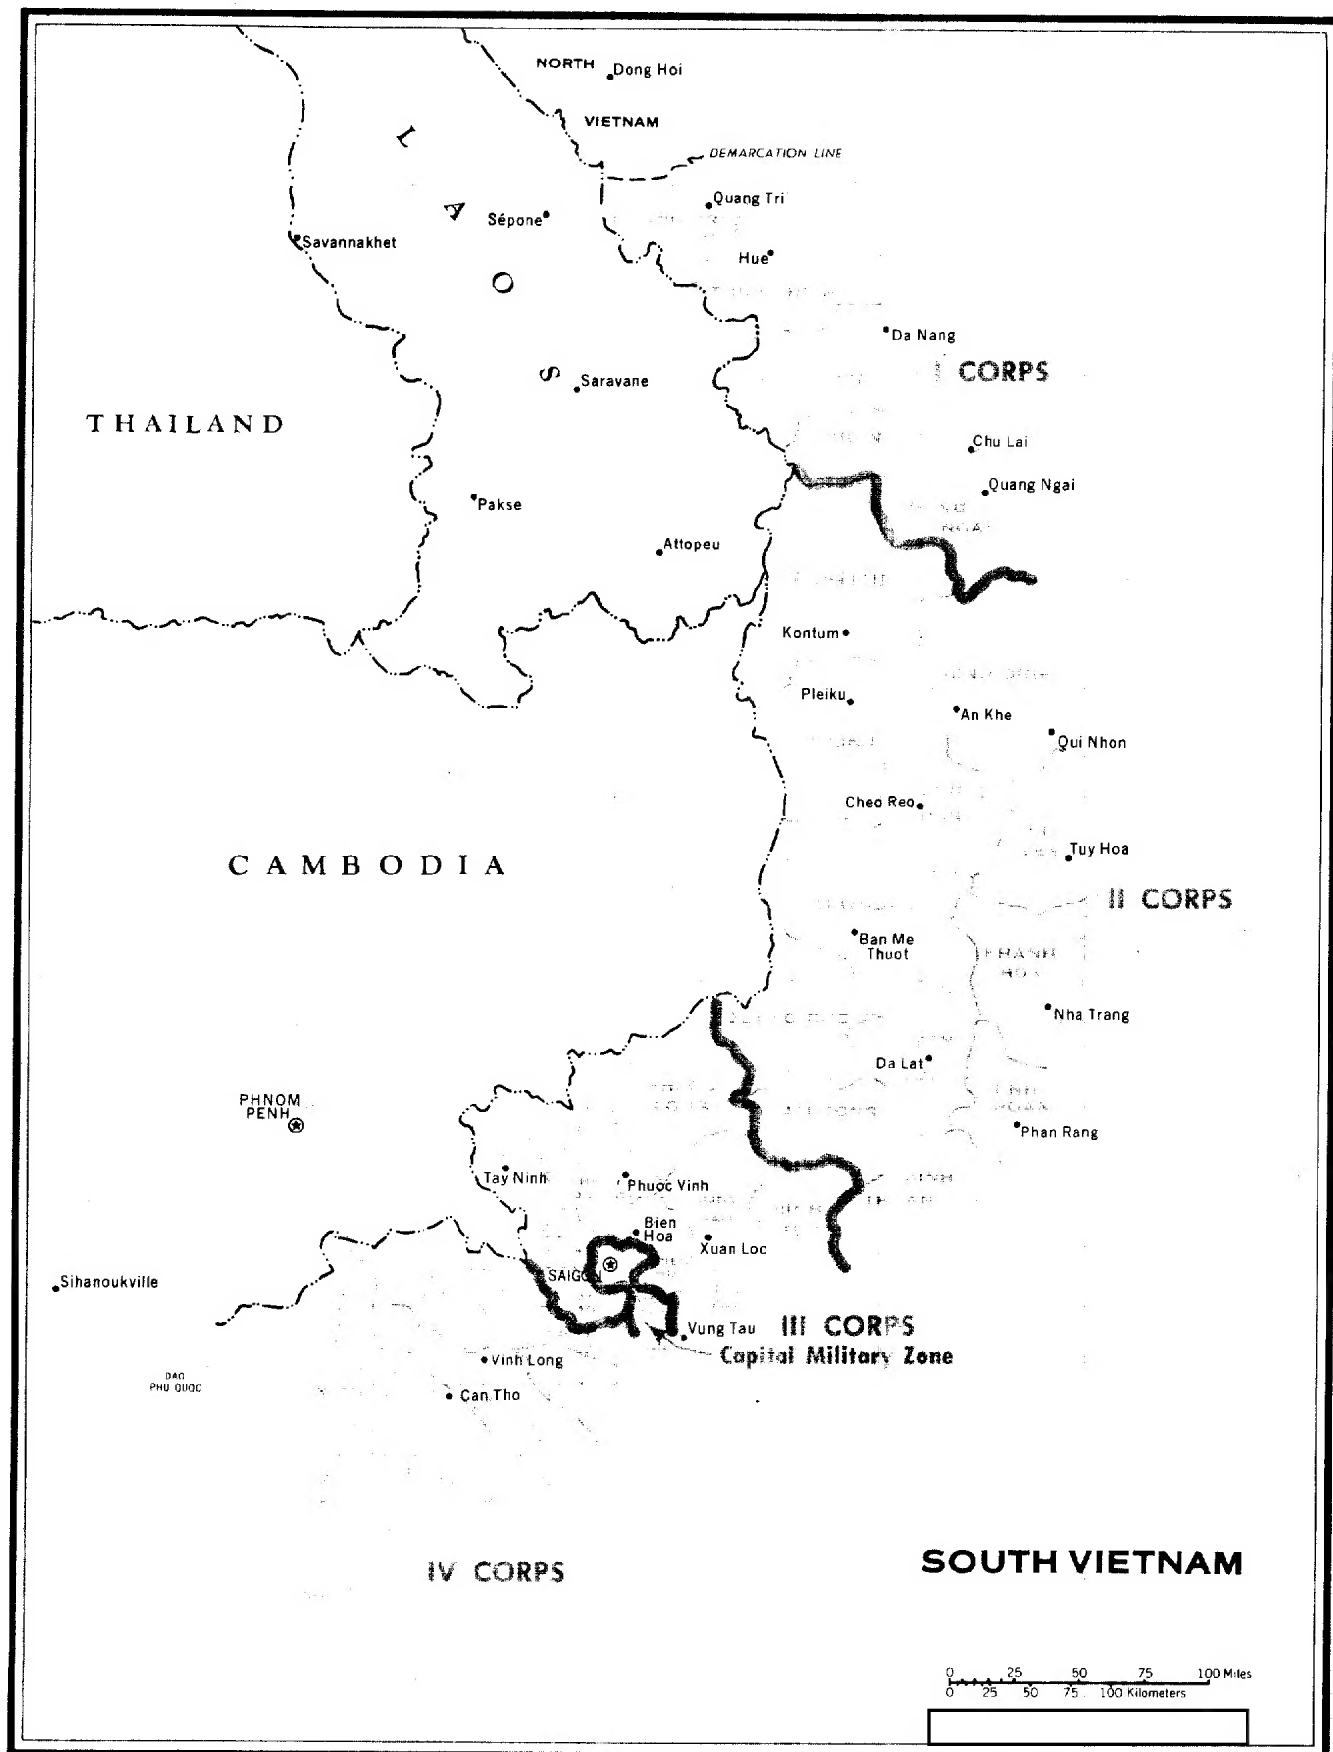 NORTH
Dong Hoi
VIETNAM
DEMARCATION LINE
L
A
O
S
Quang Tri
Sépone
Savannakhet
Hue
Da Nang
I CORPS
Saravane
THAILAND
Chu Lai
Quang Ngai
Pakse
Attopeu
Kontum
Pleiku
An Khe
Qui Nhon
Cheo Reo
Tuy Hoa
CAMBODIA
II CORPS
Ban Me
Thuot
KHANH
HOA
Nha Trang
Da Lat
PHNOM
PENH
Phan Rang
Tay Ninh
Phuoc Vinh
Bien
Hoa
Xuan Loc
SAIGON
Sihanoukville
Vung Tau
III CORPS
Capital Military Zone
Vinh Long
DAO
PHU QUOC
Can Tho
SOUTH VIETNAM
IV CORPS
0 25 50 75 100 Miles
0 25 50 75 100 Kilometers